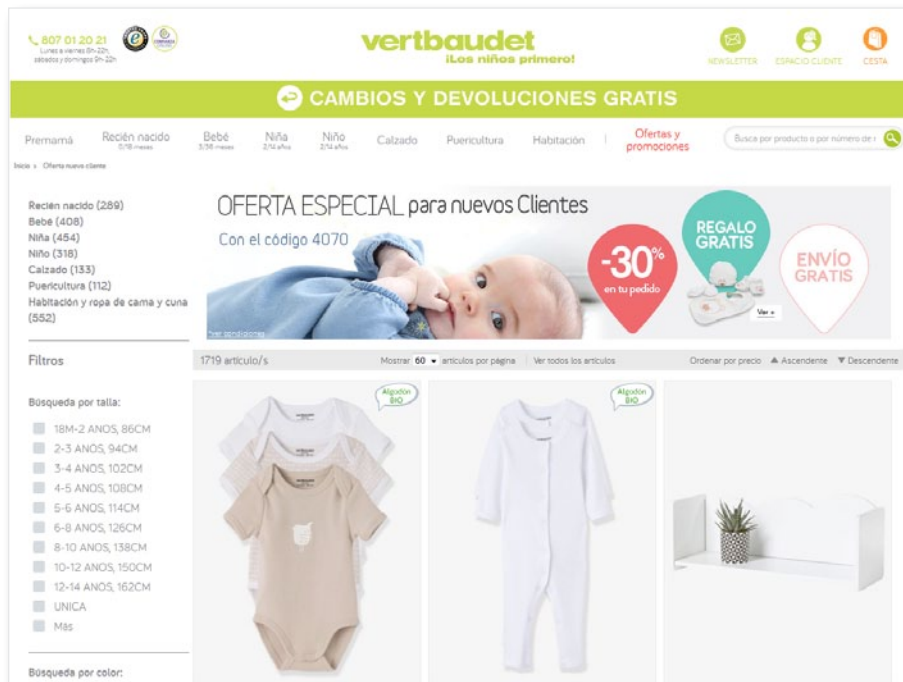 807 01 20 21
Lunes a viernes 8h-22h,
sábados y domingos 9h-22h
vertbaudet
¡Los niños primero!
NEWSLETTER
ESPACIO CLIENTE
CESTA
CAMBIOS Y DEVOLUCIONES GRATIS
Premamá
Recién nacido
0/18 meses
Bebé
3/36 meses
Niña
2/14 años
Niño
2/14 años
Calzado
Puericultura
Habitación
Ofertas y
promociones
Busca por producto o por número de r
Inicio > Oferta nuevo cliente
Recién nacido (289)
Bebé (408)
Niña (454)
Niño (318)
Calzado (133)
Puericultura (112)
Habitación y ropa de cama y cuna
(552)
OFERTA ESPECIAL para nuevos Clientes
Con el código 4070
-30%
en tu pedido
REGALO
GRATIS
Ver »
ENVÍO
GRATIS
*ver condiciones
Filtros
1719 artículo/s
Mostrar 60 artículos por página
Ver todos los artículos
Ordenar por precio ▲ Ascendente ▼ Descendente
Búsqueda por talla:
18M-2 ANOS, 86CM
2-3 ANOS, 94CM
3-4 ANOS, 102CM
4-5 ANOS, 108CM
5-6 ANOS, 114CM
6-8 ANOS, 126CM
8-10 ANOS, 138CM
10-12 ANOS, 150CM
12-14 ANOS, 162CM
UNICA
Más
Búsqueda por color:
Algodón
BIO
Algodón
BIO